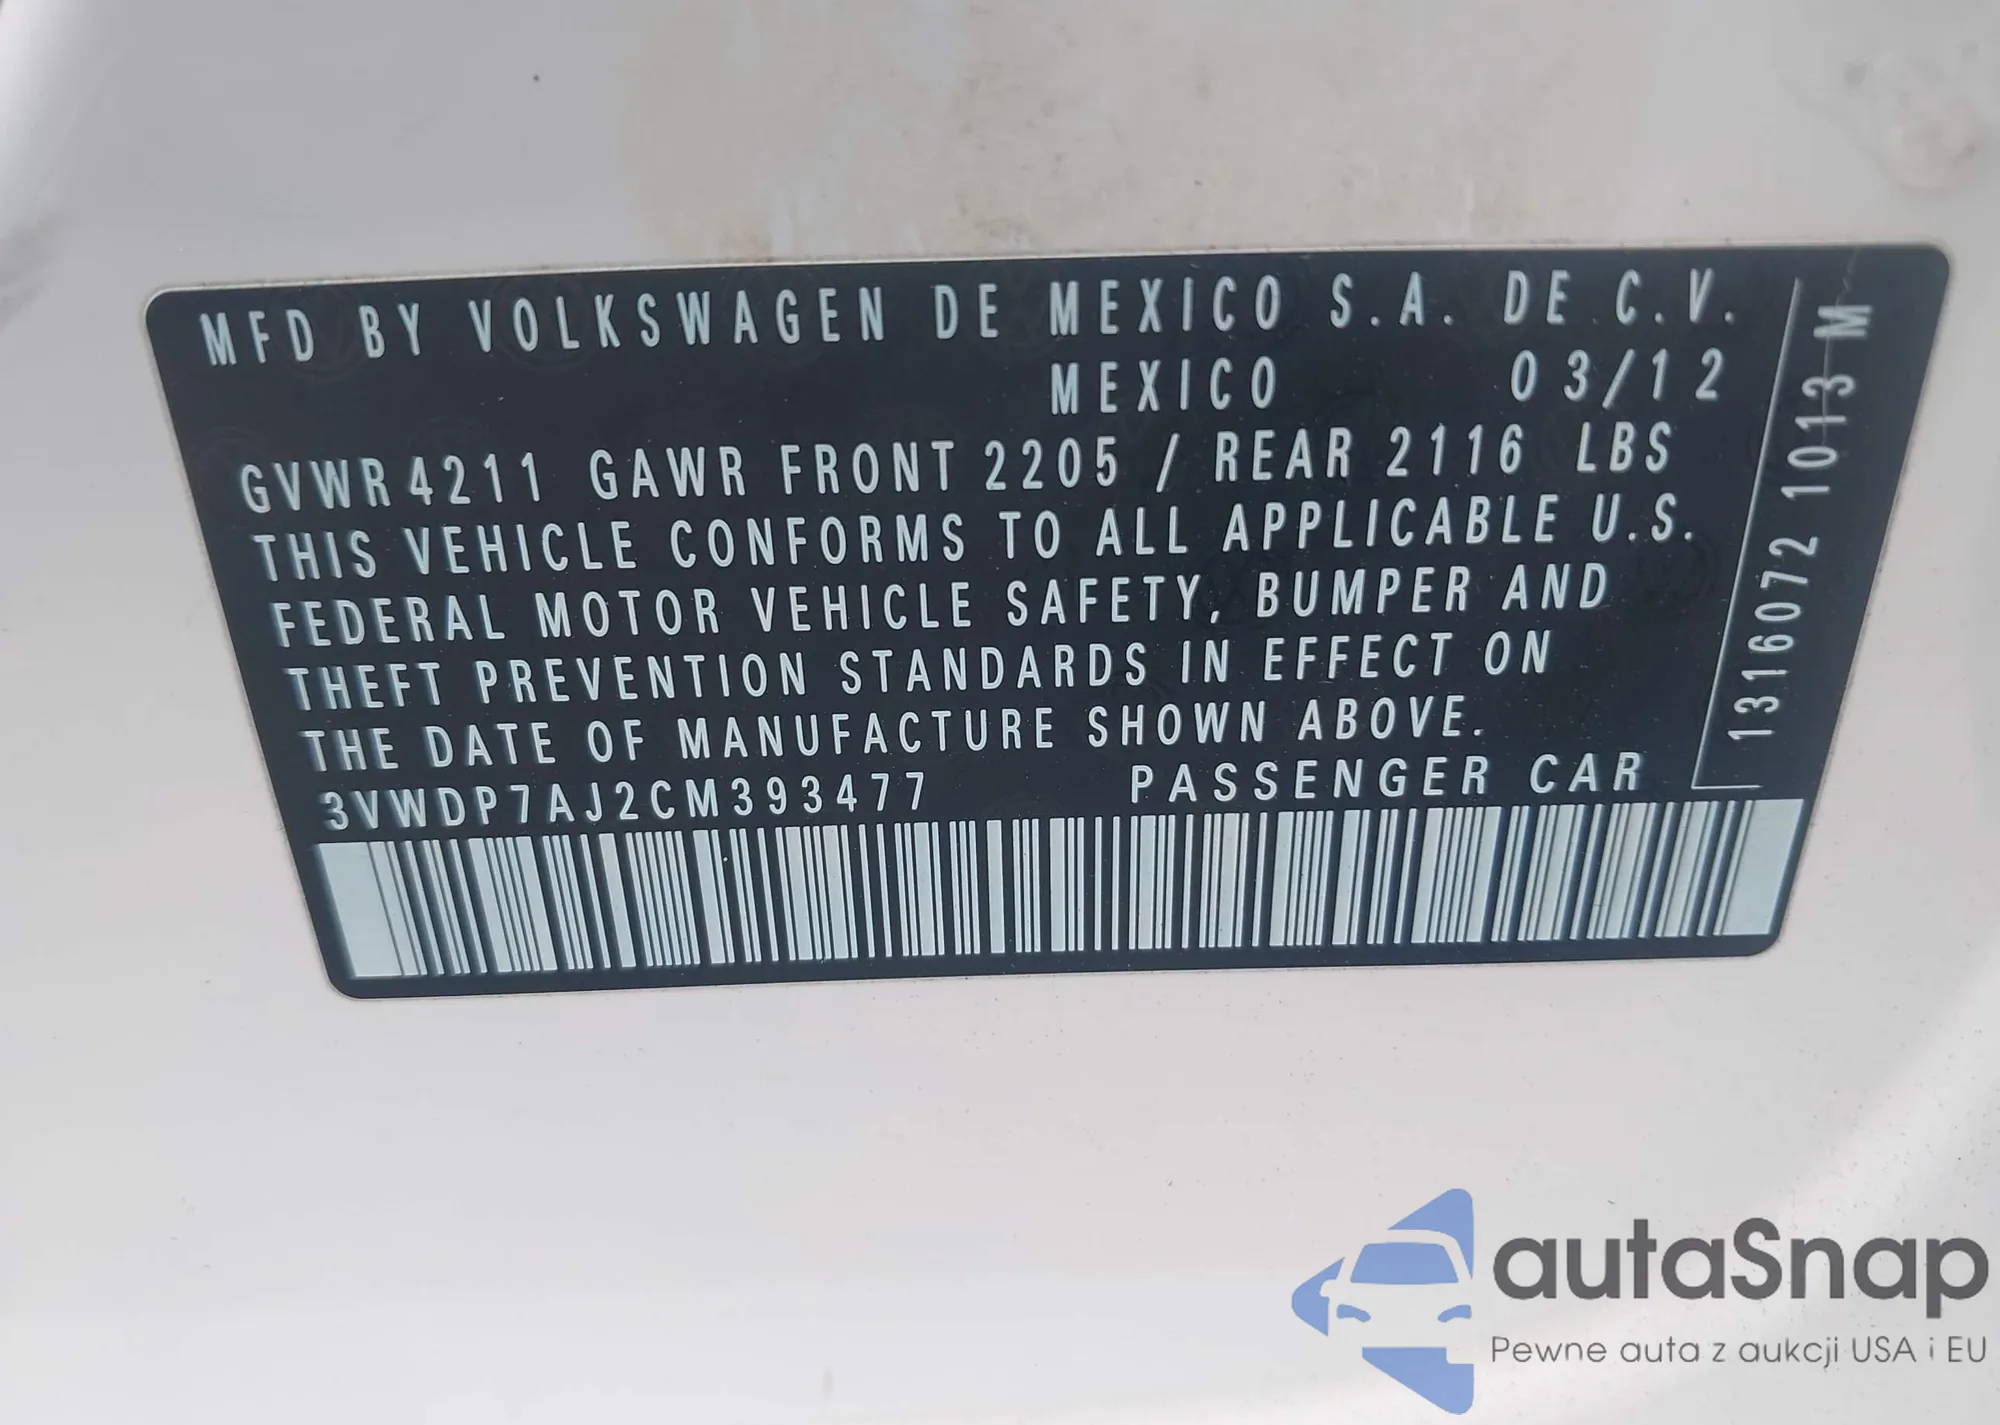 MFD BY VOLKSWAGEN DE MEXICO S.A. DE C.V.
MEXICO 03/12
GVWR 4211 GAWR FRONT 2205 / REAR 2116 LBS
THIS VEHICLE CONFORMS TO ALL APPLICABLE U.S.
FEDERAL MOTOR VEHICLE SAFETY, BUMPER AND
THEFT PREVENTION STANDARDS IN EFFECT ON
THE DATE OF MANUFACTURE SHOWN ABOVE.
3VWDP7AJ2CM393477 PASSENGER CAR
1316072 1013 M
autaSnap
Pewne auta z aukcji USA i EU